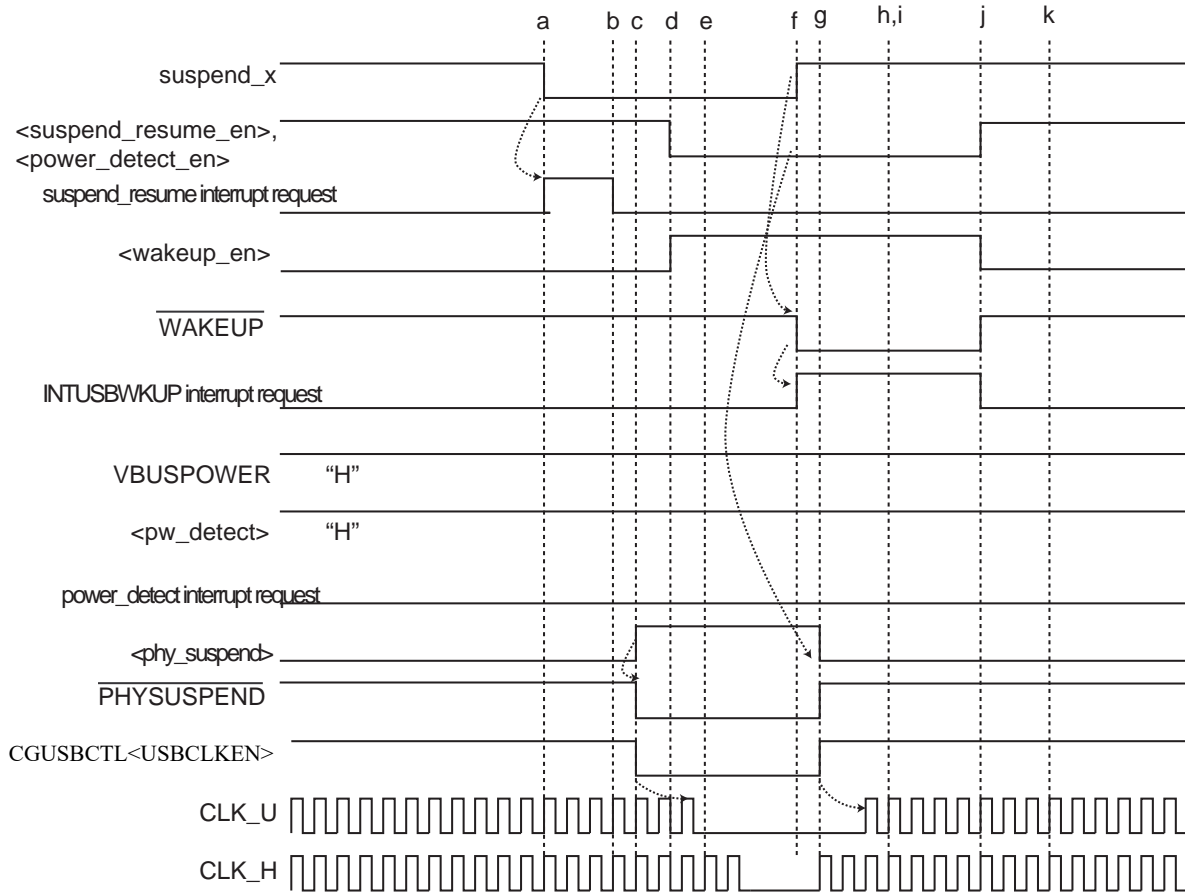 a b c d e f g h,i j k
suspend_x
<suspend_resume_en>,
<power_detect_en>
suspend_resume interrupt request
<wakeup_en>
WAKEUP
INTUSBWKUP interrupt request
VBUSPOWER “H”
<pw_detect> “H”
power_detect interrupt request
<phy_suspend>
PHYSUSPEND
CGUSBCTL<USBCLKEN>
CLK_U
CLK_H